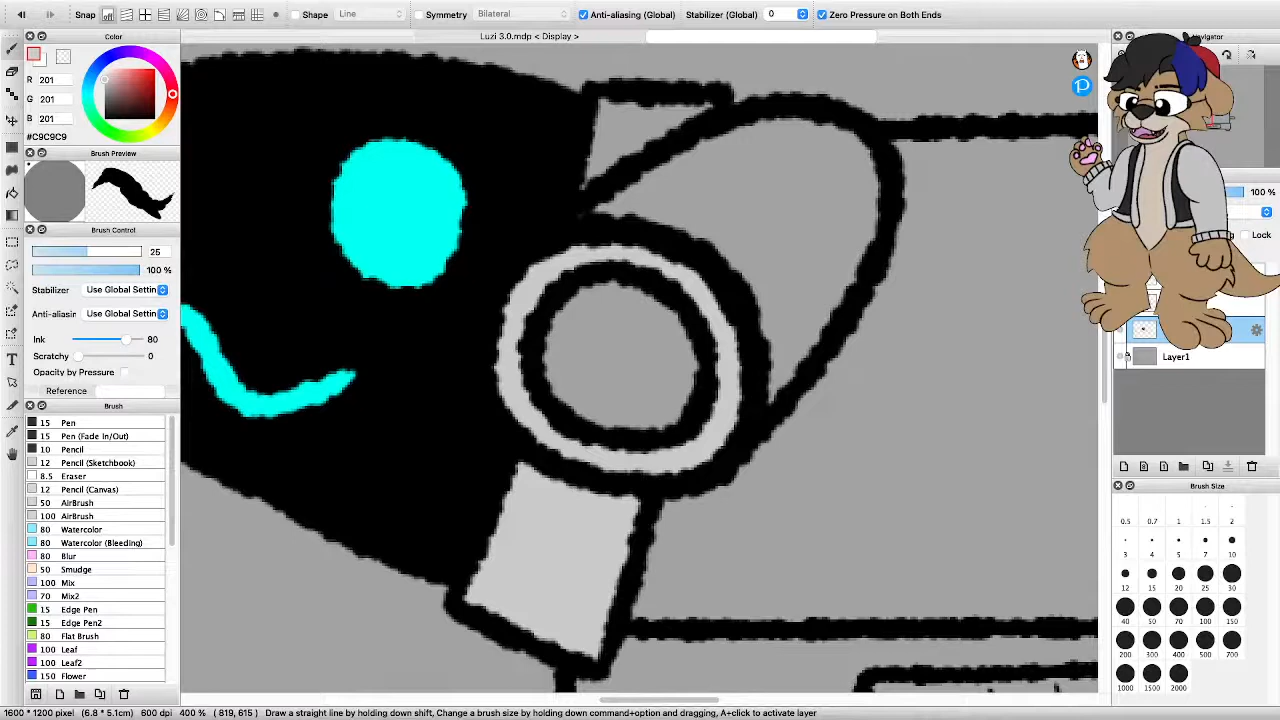 Snap
Shape
Line
Symmetry
Bilateral
Anti-aliasing (Global)
Stabilizer (Global)
0
Zero Pressure on Both Ends
Color
Luzi 3.0.mdp < Display >
R 201
G 201
B 201
#C9C9C9
Brush Preview
Brush Control
25
100 %
Stabilizer
Use Global Settin
Anti-aliasin
Use Global Settin
Ink
80
Scratchy
0
Opacity by Pressure
Reference
Brush
15 Pen
15 Pen (Fade In/Out)
10 Pencil
12 Pencil (Sketchbook)
8.5 Eraser
12 Pencil (Canvas)
50 AirBrush
100 AirBrush
80 Watercolor
80 Watercolor (Bleeding)
80 Blur
50 Smudge
100 Mix
70 Mix2
15 Edge Pen
15 Edge Pen2
80 Flat Brush
100 Leaf
100 Leaf2
150 Flower
100 %
Lock
Layer1
Brush Size
0.5 0.7 1 1.5 2
3 4 5 7 10
12 15 20 25 30
40 50 70 100 150
200 300 400 500 700
1000 1500 2000
1600 * 1200 pixel (6.8 * 5.1cm) 600 dpi 400 % ( 819, 615 ) Draw a straight line by holding down shift, Change a brush size by holding down command+option and dragging, A+click to activate layer